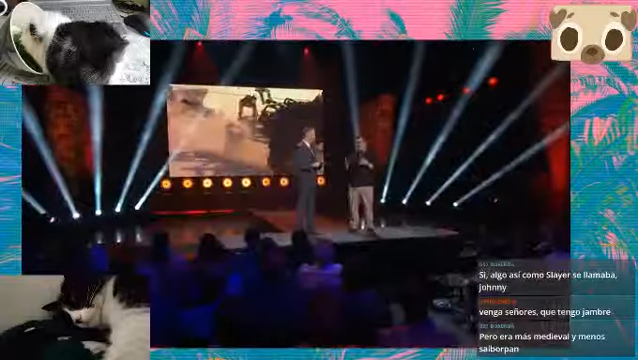 Si, algo así como Slayer se llamaba,
Johnny
venga señores, que tengo jambre
Pero era más medieval y menos
saiborpan